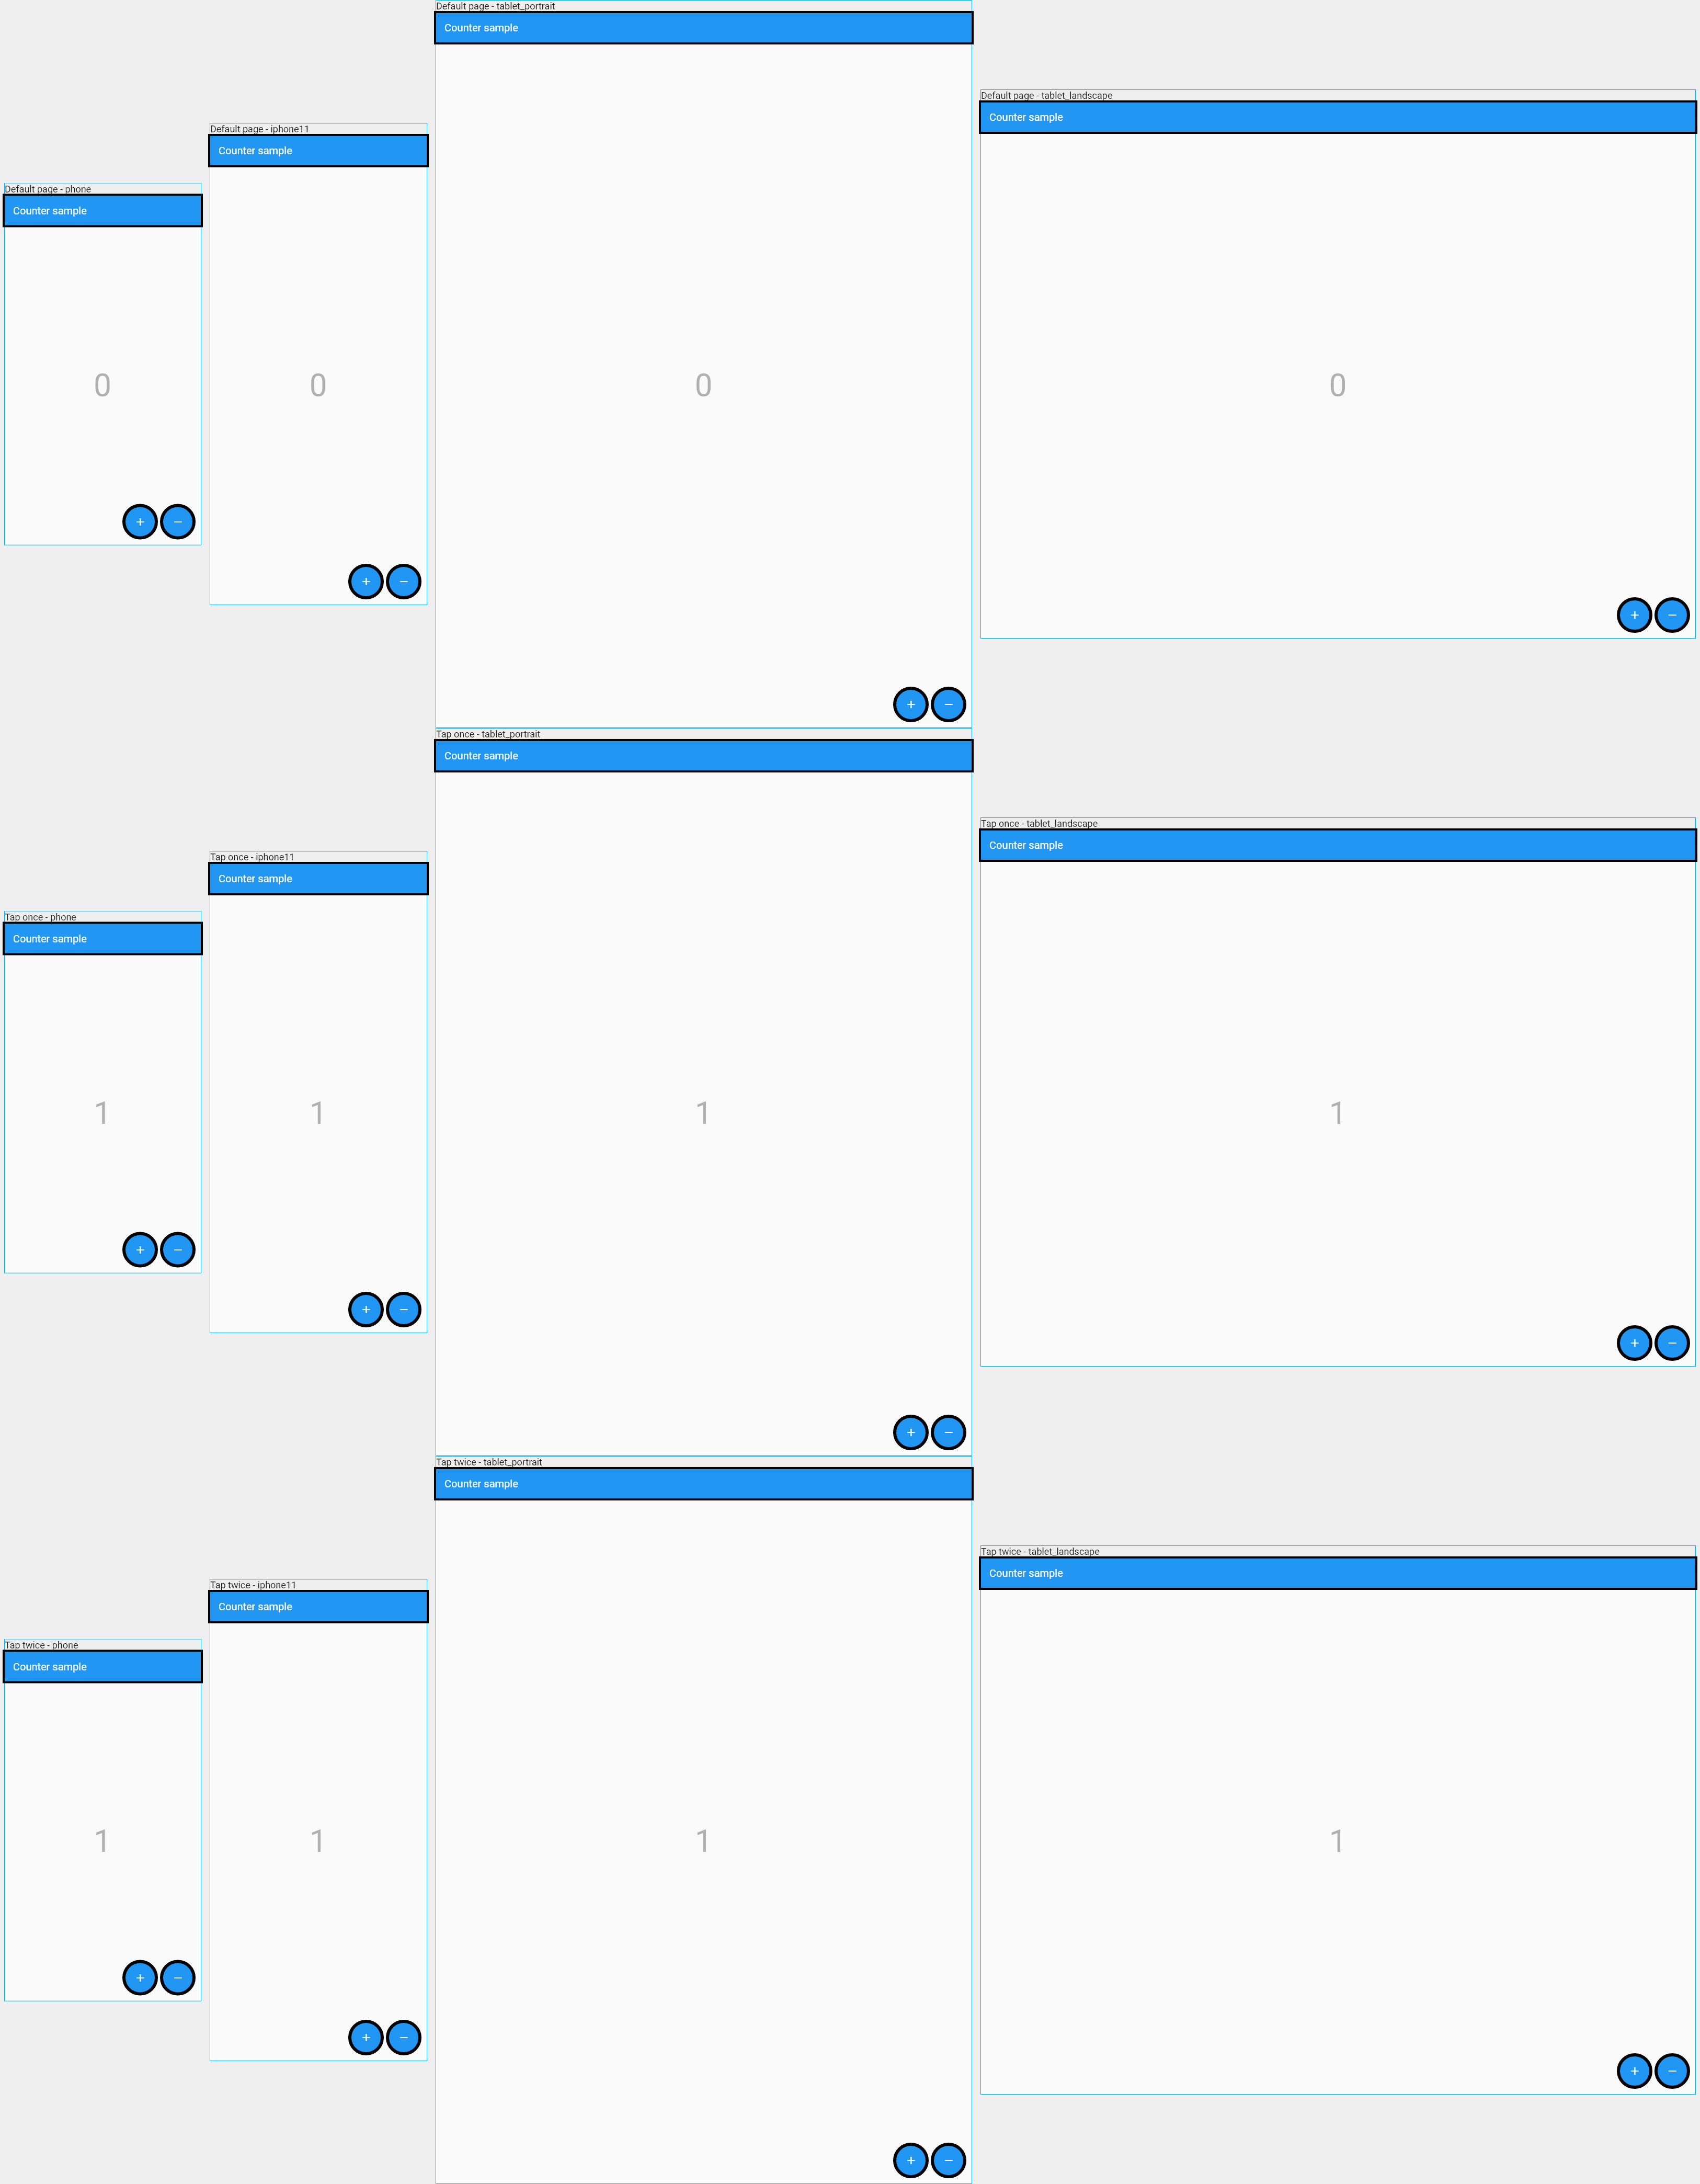 Default page - phone
Counter sample
0
+ −
Default page - iphone11
Counter sample
0
+ −
Default page - tablet_portrait
Counter sample
0
+ −
Default page - tablet_landscape
Counter sample
0
+ −
Tap once - phone
Counter sample
1
+ −
Tap once - iphone11
Counter sample
1
+ −
Tap once - tablet_portrait
Counter sample
1
+ −
Tap once - tablet_landscape
Counter sample
1
+ −
Tap twice - phone
Counter sample
1
+ −
Tap twice - iphone11
Counter sample
1
+ −
Tap twice - tablet_portrait
Counter sample
1
+ −
Tap twice - tablet_landscape
Counter sample
1
+ −